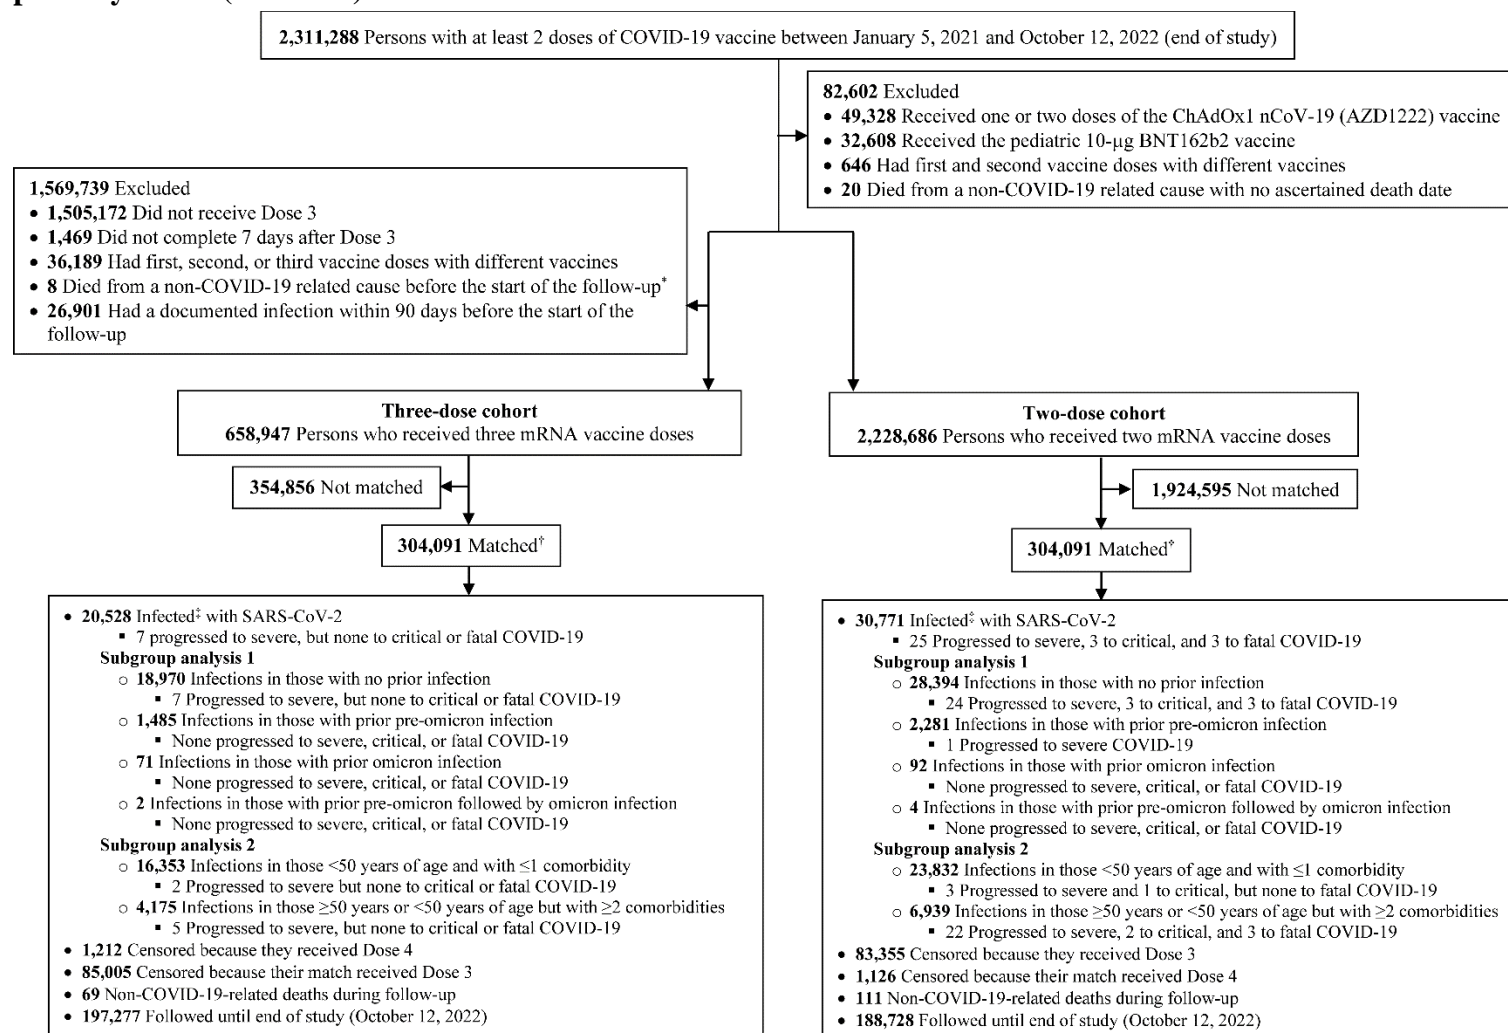 2,311,288 Persons with at least 2 doses of COVID-19 vaccine between January 5, 2021 and October 12, 2022 (end of study)
82,602 Excluded
• 49,328 Received one or two doses of the ChAdOx1 nCoV-19 (AZD1222) vaccine
• 32,608 Received the pediatric 10-µg BNT162b2 vaccine
• 646 Had first and second vaccine doses with different vaccines
• 20 Died from a non-COVID-19 related cause with no ascertained death date
1,569,739 Excluded
• 1,505,172 Did not receive Dose 3
• 1,469 Did not complete 7 days after Dose 3
• 36,189 Had first, second, or third vaccine doses with different vaccines
• 8 Died from a non-COVID-19 related cause before the start of the follow-up*
• 26,901 Had a documented infection within 90 days before the start of the
follow-up
Three-dose cohort
658,947 Persons who received three mRNA vaccine doses
Two-dose cohort
2,228,686 Persons who received two mRNA vaccine doses
354,856 Not matched
1,924,595 Not matched
304,091 Matched†
304,091 Matched†
• 20,528 Infected‡ with SARS-CoV-2
▪ 7 progressed to severe, but none to critical or fatal COVID-19
Subgroup analysis 1
○ 18,970 Infections in those with no prior infection
▪ 7 Progressed to severe, but none to critical or fatal COVID-19
○ 1,485 Infections in those with prior pre-omicron infection
▪ None progressed to severe, critical, or fatal COVID-19
○ 71 Infections in those with prior omicron infection
▪ None progressed to severe, critical, or fatal COVID-19
○ 2 Infections in those with prior pre-omicron followed by omicron infection
▪ None progressed to severe, critical, or fatal COVID-19
Subgroup analysis 2
○ 16,353 Infections in those <50 years of age and with ≤1 comorbidity
▪ 2 Progressed to severe but none to critical or fatal COVID-19
○ 4,175 Infections in those ≥50 years or <50 years of age but with ≥2 comorbidities
▪ 5 Progressed to severe, but none to critical or fatal COVID-19
• 1,212 Censored because they received Dose 4
• 85,005 Censored because their match received Dose 3
• 69 Non-COVID-19-related deaths during follow-up
• 197,277 Followed until end of study (October 12, 2022)
• 30,771 Infected‡ with SARS-CoV-2
▪ 25 Progressed to severe, 3 to critical, and 3 to fatal COVID-19
Subgroup analysis 1
○ 28,394 Infections in those with no prior infection
▪ 24 Progressed to severe, 3 to critical, and 3 to fatal COVID-19
○ 2,281 Infections in those with prior pre-omicron infection
▪ 1 Progressed to severe COVID-19
○ 92 Infections in those with prior omicron infection
▪ None progressed to severe, critical, or fatal COVID-19
○ 4 Infections in those with prior pre-omicron followed by omicron infection
▪ None progressed to severe, critical, or fatal COVID-19
Subgroup analysis 2
○ 23,832 Infections in those <50 years of age and with ≤1 comorbidity
▪ 3 Progressed to severe and 1 to critical, but none to fatal COVID-19
○ 6,939 Infections in those ≥50 years or <50 years of age but with ≥2 comorbidities
▪ 22 Progressed to severe, 2 to critical, and 3 to fatal COVID-19
• 83,355 Censored because they received Dose 3
• 1,126 Censored because their match received Dose 4
• 111 Non-COVID-19-related deaths during follow-up
• 188,728 Followed until end of study (October 12, 2022)